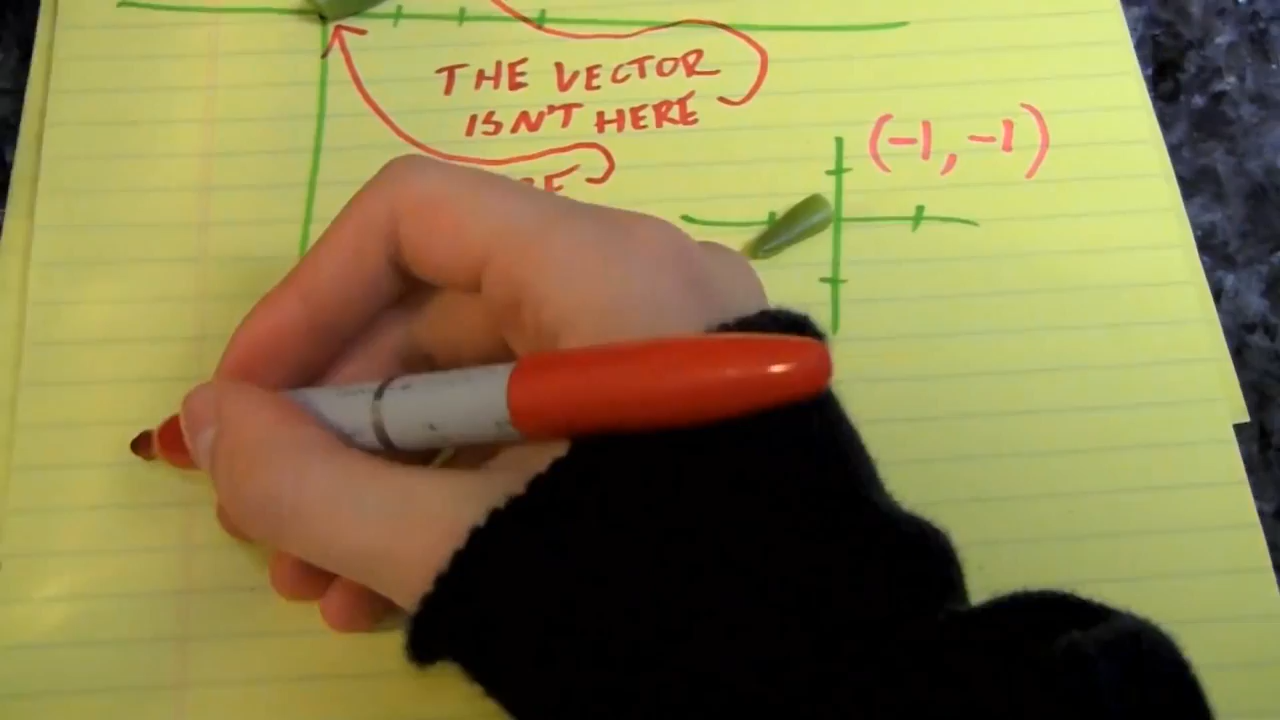 THE VECTOR
ISN'T HERE
(-1, -1)